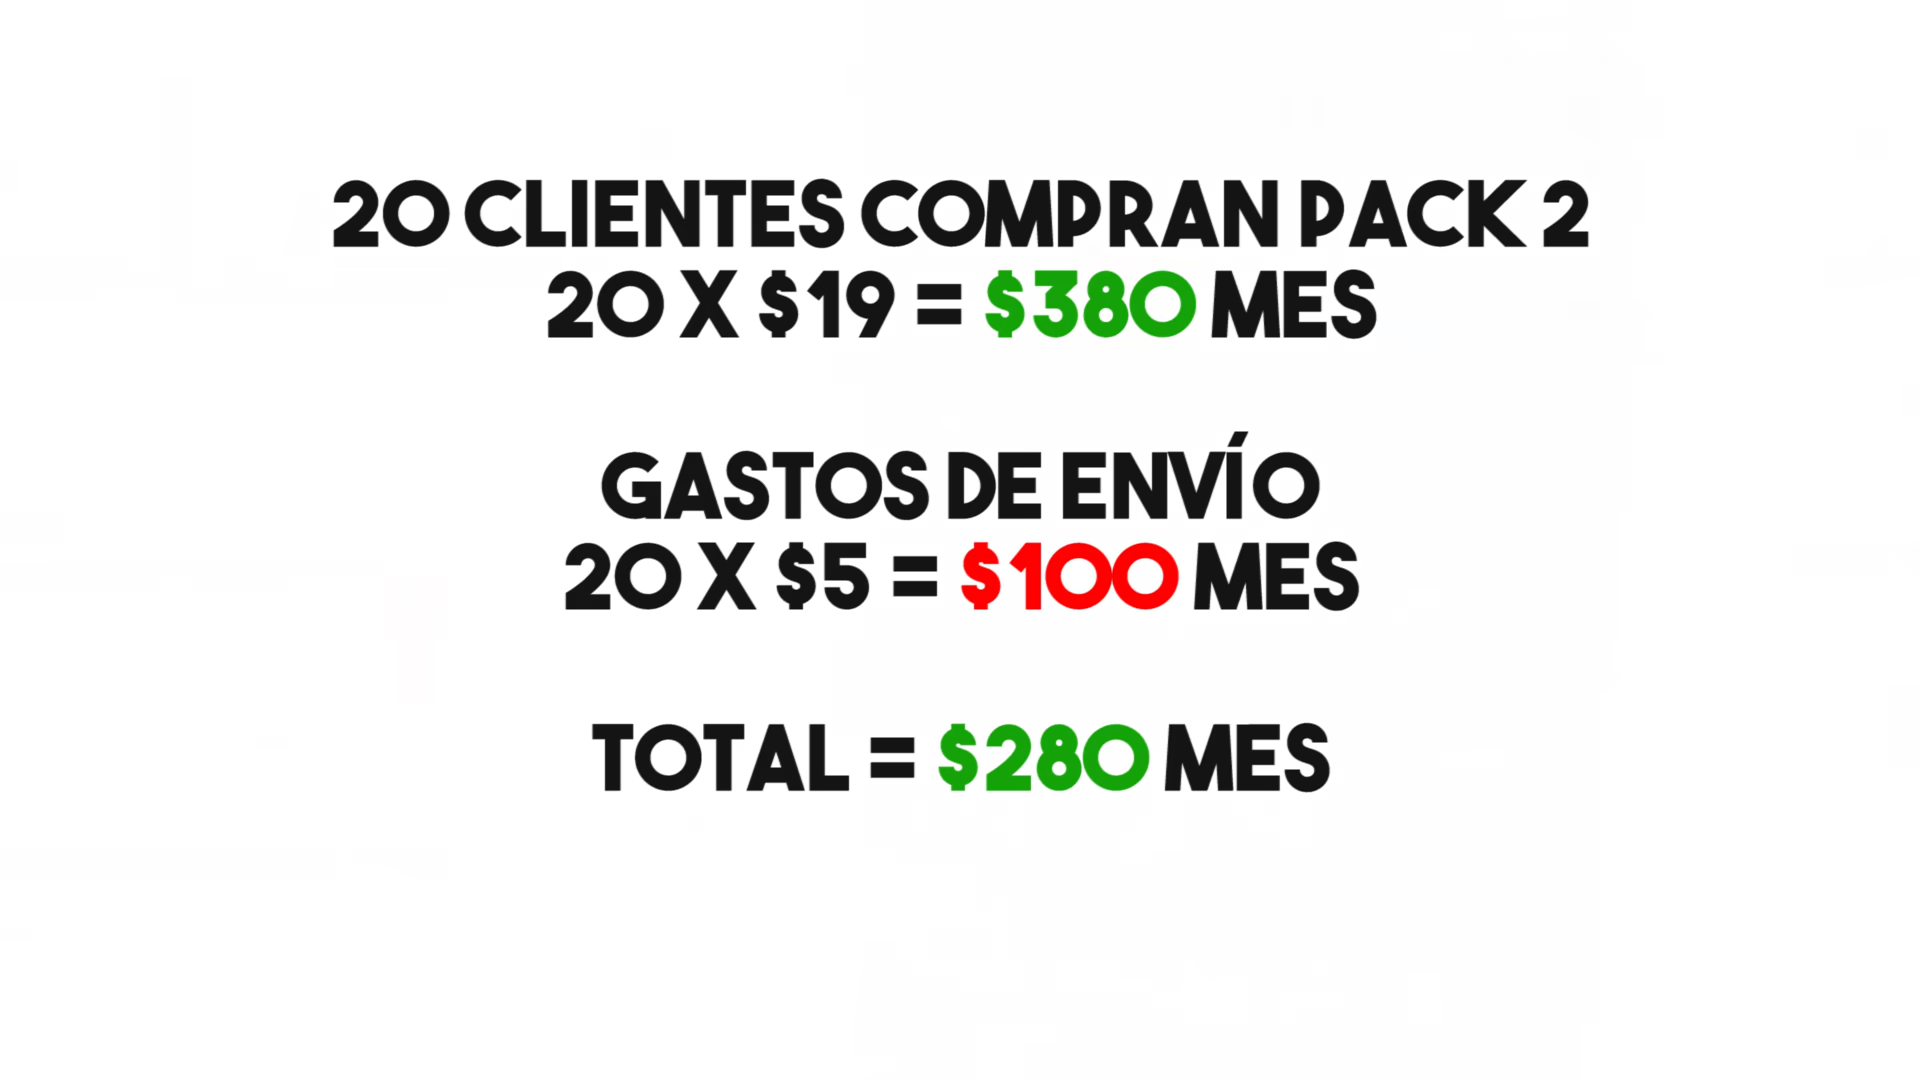 20 CLIENTES COMPRAN PACK 2
20 X $19 = $380 MES
GASTOS DE ENVÍO
20 X $5 = $100 MES
TOTAL = $280 MES